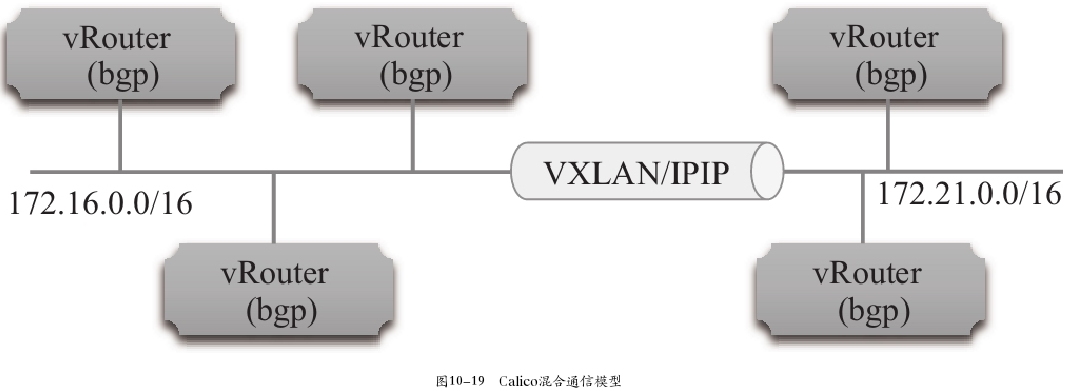 vRouter
(bgp)
vRouter
(bgp)
vRouter
(bgp)
VXLAN/IPIP
172.16.0.0/16
172.21.0.0/16
vRouter
(bgp)
vRouter
(bgp)
图10-19 Calico混合通信模型